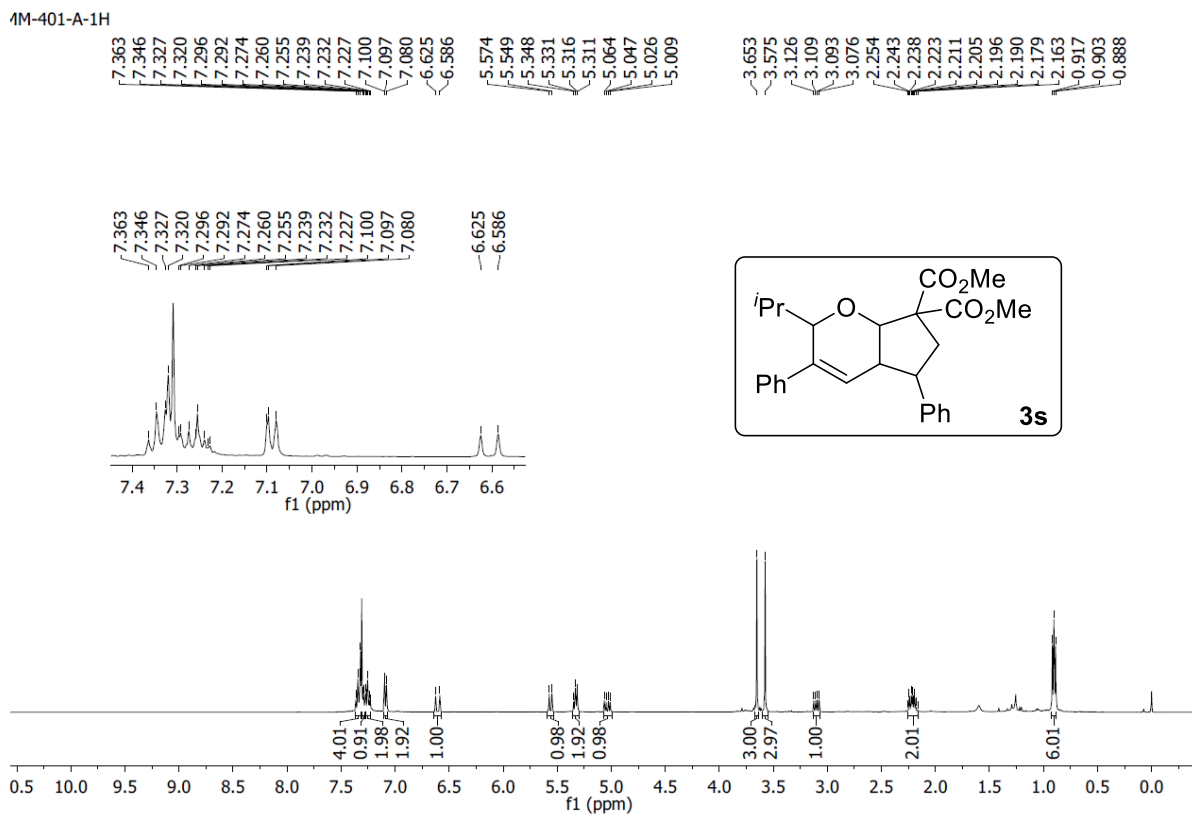 MM-401-A-1H
7.363 7.346 7.327 7.320 7.296 7.292 7.274 7.260 7.255 7.239 7.232 7.227 7.100 7.097 7.080 6.625 6.586 5.574 5.549 5.348 5.331 5.316 5.311 5.064 5.047 5.026 5.009 3.653 3.575 3.126 3.109 3.093 3.076 2.254 2.243 2.238 2.223 2.211 2.205 2.196 2.190 2.179 2.163 0.917 0.903 0.888
7.363 7.346 7.327 7.320 7.296 7.292 7.274 7.260 7.255 7.239 7.232 7.227 7.100 7.097 7.080 6.625 6.586
7.4 7.3 7.2 7.1 7.0 6.9 6.8 6.7 6.6
f1 (ppm)
CO2Me
iPr O CO2Me
Ph
Ph 3s
4.01 0.91 1.98 1.92 1.00 0.98 1.92 0.98 3.00 2.97 1.00 2.01 6.01
0.5 10.0 9.5 9.0 8.5 8.0 7.5 7.0 6.5 6.0 5.5 5.0 4.5 4.0 3.5 3.0 2.5 2.0 1.5 1.0 0.5 0.0
f1 (ppm)